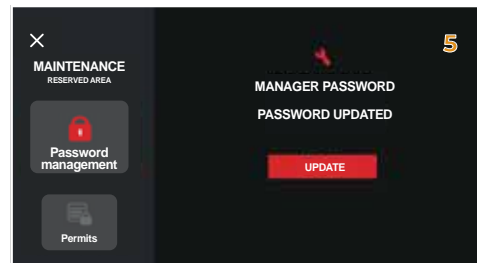 MAINTENANCE
RESERVED AREA
Password
management
Permits
5
MANAGER PASSWORD
PASSWORD UPDATED
UPDATE